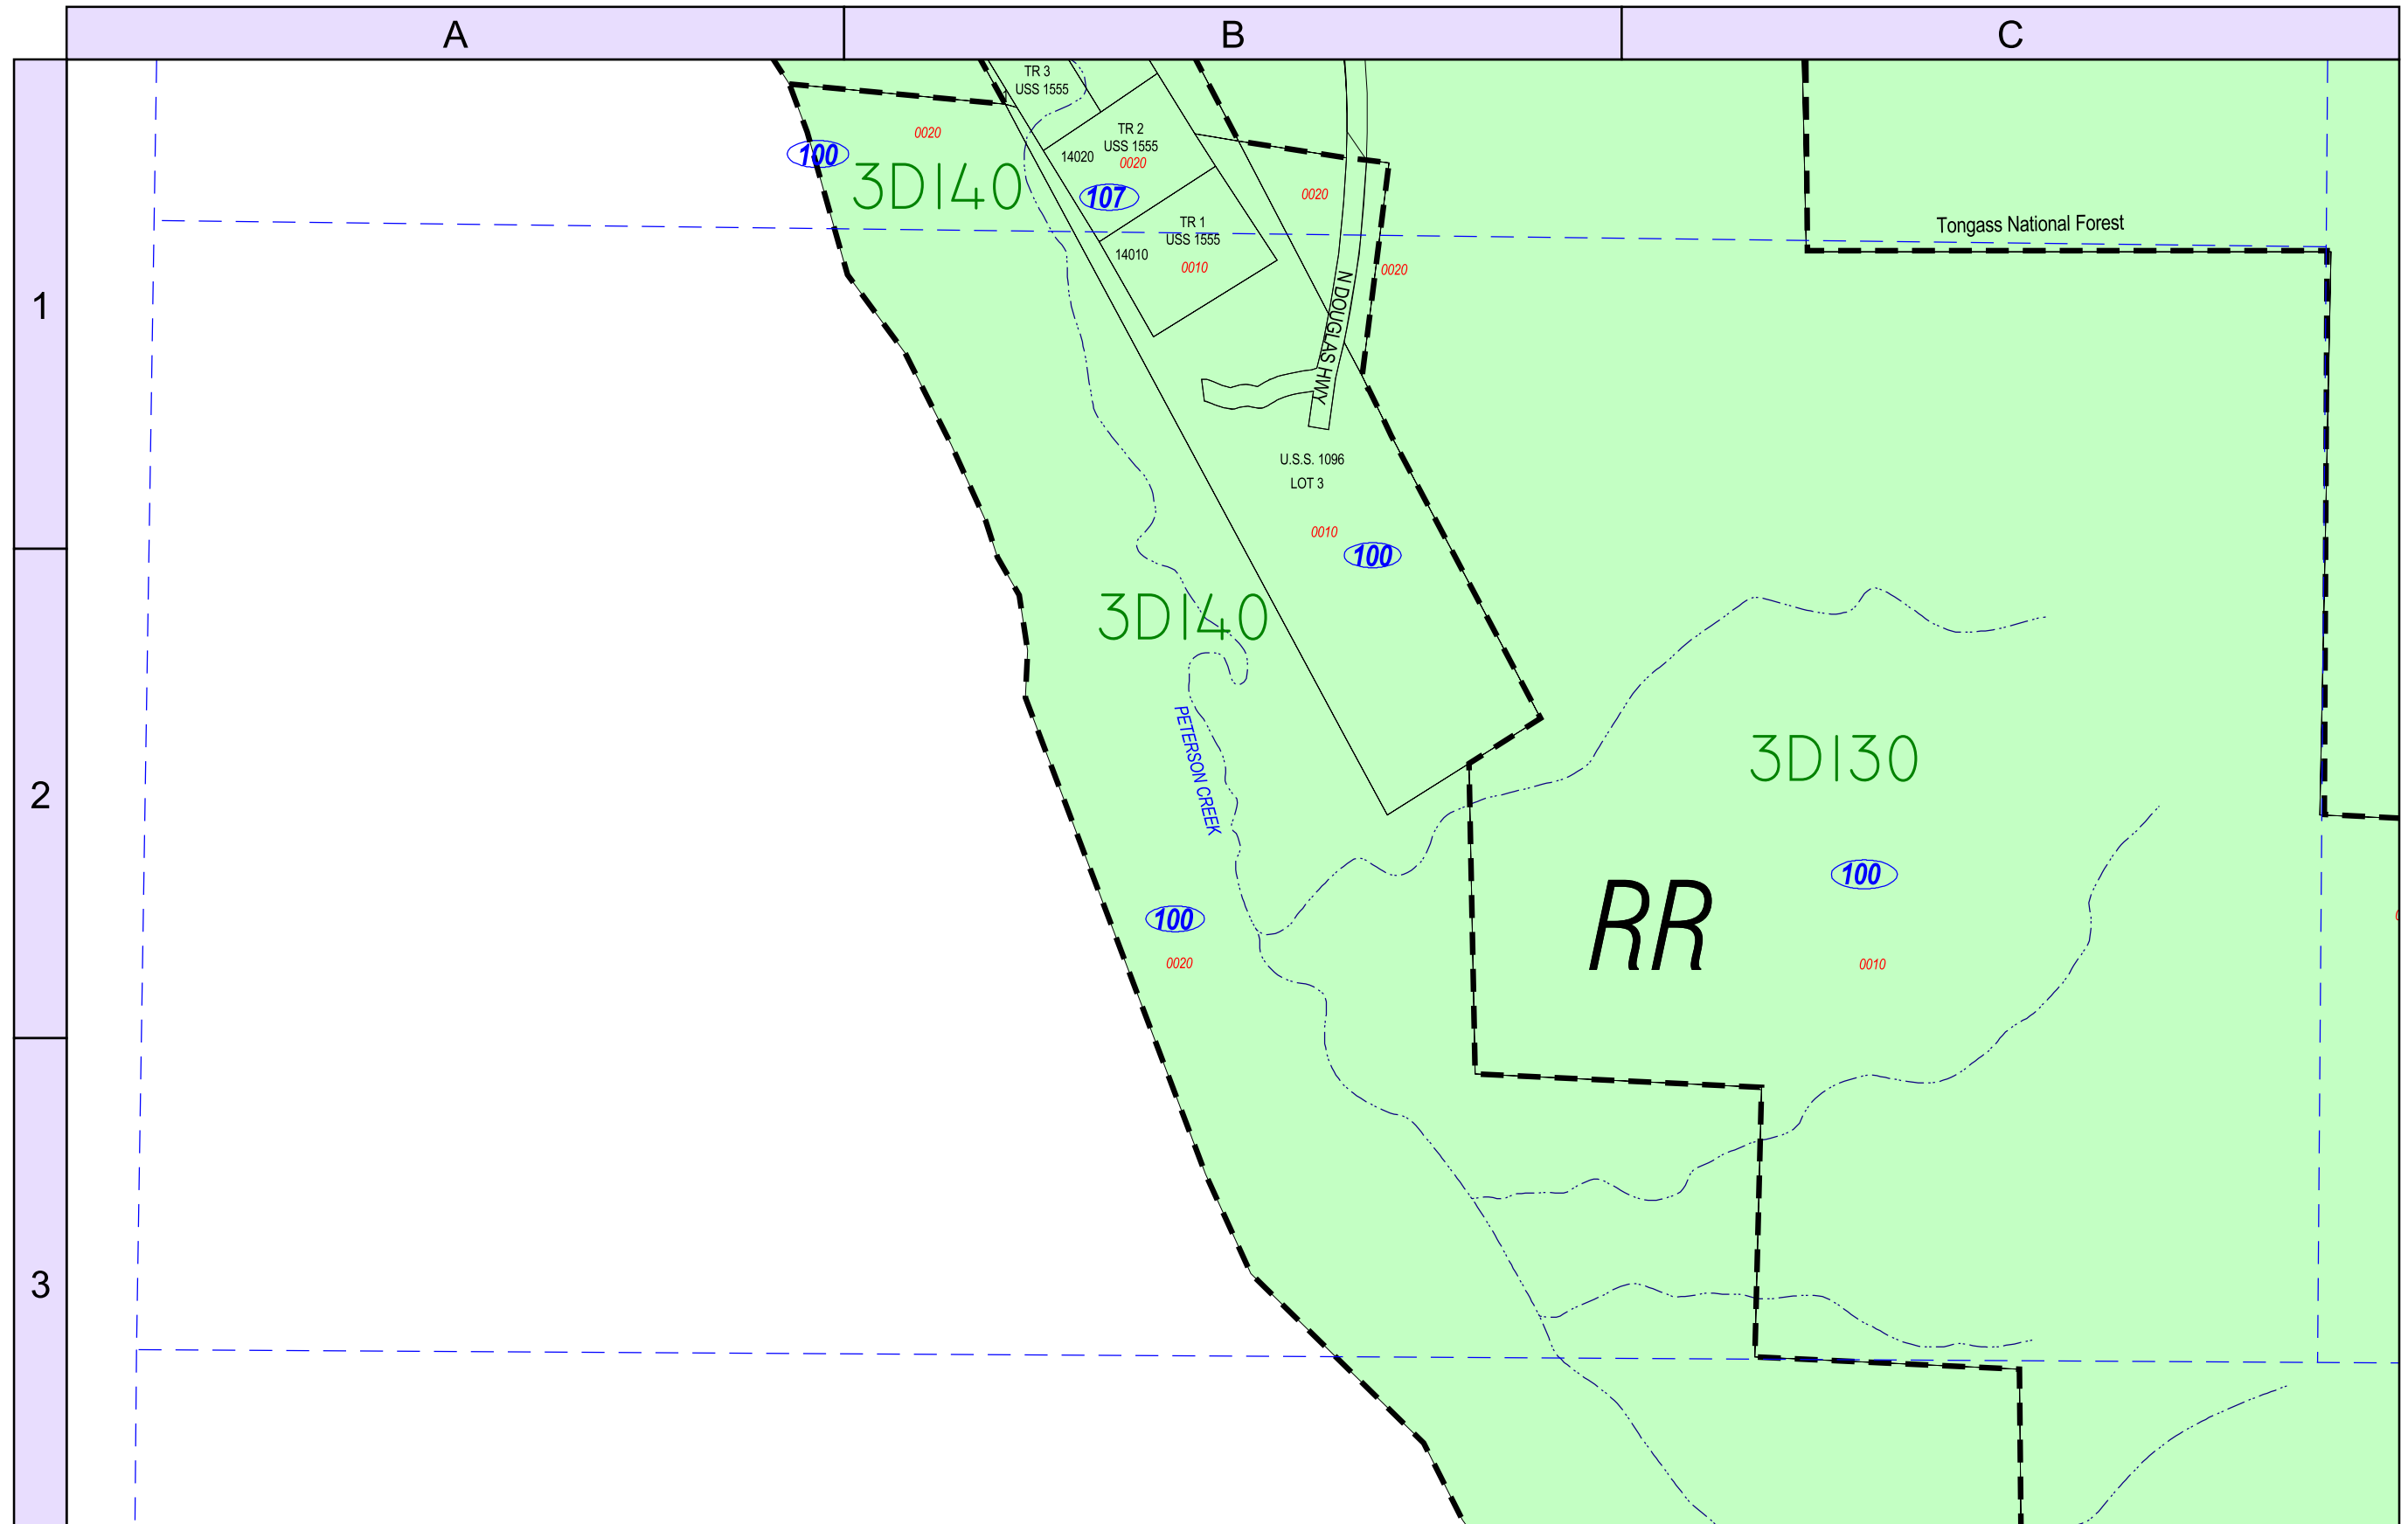 A
B
C
1
2
3
TR 3
USS 1555
0020
100
3D140
TR 2
USS 1555
14020
0020
107
TR 1
USS 1555
14010
0010
0020
0020
Tongass National Forest
N DOUGLAS HWY
U.S.S. 1096
LOT 3
0010
100
3D140
PETERSON CREEK
3D130
100
RR
0010
100
0020